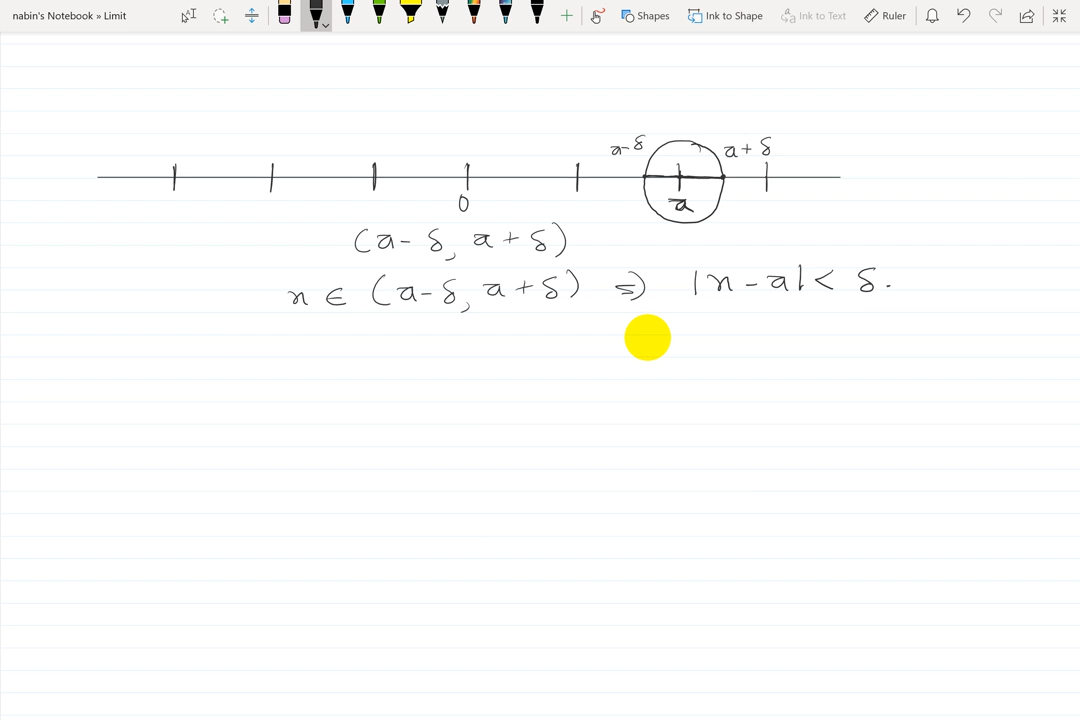 nabin's Notebook » Limit
Shapes
Ink to Shape
Ink to Text
Ruler
a-δ
a+δ
0
a
(a-δ, a+δ)
x ∈ (a-δ, a+δ) ⇒ |x-a| < δ.